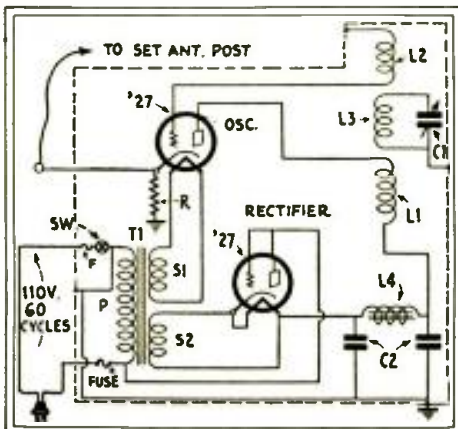 TO SET ANT. POST
L2
'27
OSC.
L3
C1
R
L1
RECTIFIER
SW
T1
'27
F
S1
L4
110V.
60
CYCLES
P
S2
C2
FUSE